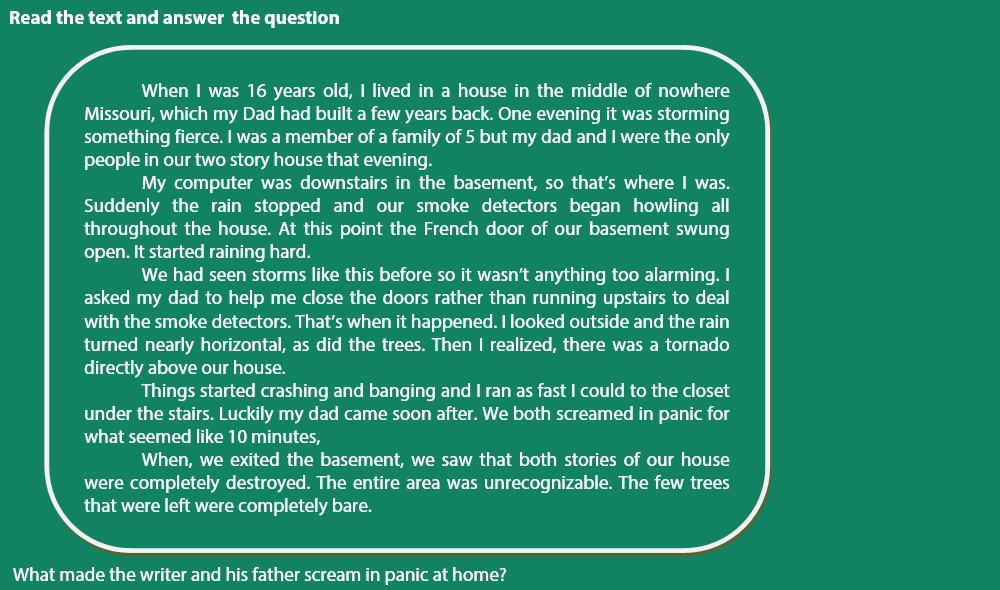 Read the text and answer  the question
When I was 16 years old, I lived in a house in the middle of nowhere
Missouri, which my Dad had built a few years back. One evening it was storming
something fierce. I was a member of a family of 5 but my dad and I were the only
people in our two story house that evening.
My computer was downstairs in the basement, so that’s where I was.
Suddenly the rain stopped and our smoke detectors began howling all
throughout the house. At this point the French door of our basement swung
open. It started raining hard.
We had seen storms like this before so it wasn’t anything too alarming. I
asked my dad to help me close the doors rather than running upstairs to deal
with the smoke detectors. That’s when it happened. I looked outside and the rain
turned nearly horizontal, as did the trees. Then I realized, there was a tornado
directly above our house.
Things started crashing and banging and I ran as fast I could to the closet
under the stairs. Luckily my dad came soon after. We both screamed in panic for
what seemed like 10 minutes,
When, we exited the basement, we saw that both stories of our house
were completely destroyed. The entire area was unrecognizable. The few trees
that were left were completely bare.
What made the writer and his father scream in panic at home?